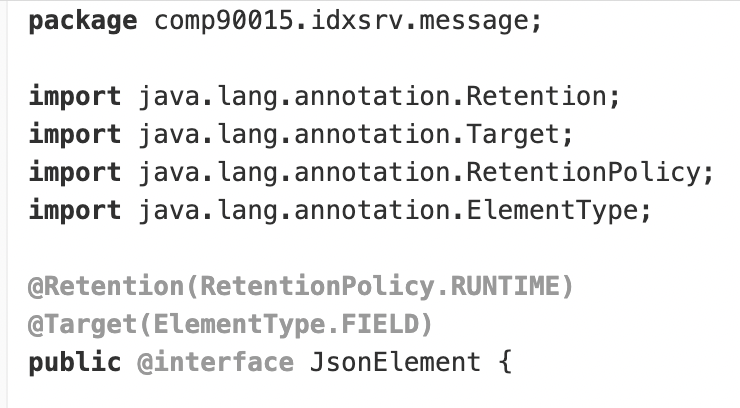 package comp90015.idxsrv.message;
import java.lang.annotation.Retention;
import java.lang.annotation.Target;
import java.lang.annotation.RetentionPolicy;
import java.lang.annotation.ElementType;
@Retention(RetentionPolicy.RUNTIME)
@Target(ElementType.FIELD)
public @interface JsonElement {